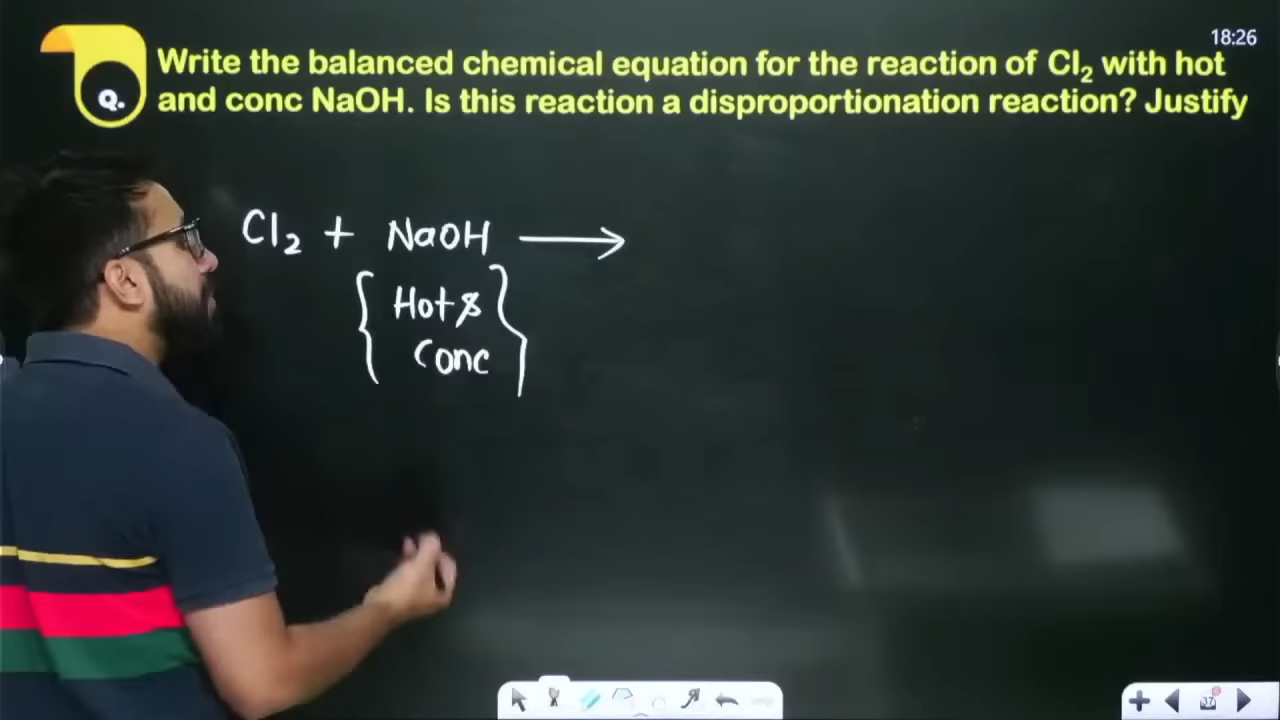 18:26
Q.
Write the balanced chemical equation for the reaction of Cl₂ with hot
and conc NaOH. Is this reaction a disproportionation reaction? Justify
Cl₂ + NaOH ⟶
{ Hot &
Conc }
37